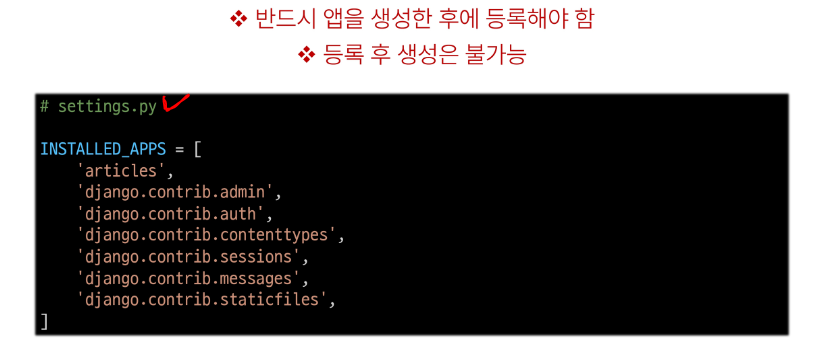 ❖ 반드시 앱을 생성한 후에 등록해야 함
❖ 등록 후 생성은 불가능
# settings.py
INSTALLED_APPS = [
    'articles',
    'django.contrib.admin',
    'django.contrib.auth',
    'django.contrib.contenttypes',
    'django.contrib.sessions',
    'django.contrib.messages',
    'django.contrib.staticfiles',
]